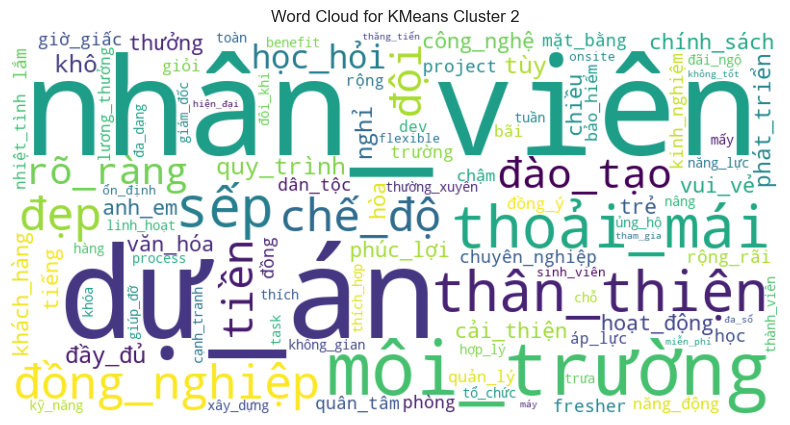 Word Cloud for KMeans Cluster 2
nhân_viên
dự_án
môi_trường
thoải_mái
thân_thiện
đồng_nghiệp
chế_độ
sếp
đào_tạo
đẹp
rõ_ràng
học_hỏi
đội
tiền
khô
giờ_giấc
thưởng
toàn
benefit
thăng_tiến
rộng
công_nghệ
project
tùy
mặt_bằng
onsite
chính_sách
đãi_ngộ
không_tốt
chiều
bảo_hiểm
kinh_nghiệm
phát_triển
nhiệt_tình
lắm
lương_thưởng
đa_dạng
giỏi
giám_đốc
hiện_đại
đôi_khi
nghỉ
dev
flexible
tuần
bãi
mấy
năng_lực
quy_trình
trường
chậm
vui_vẻ
dân_tộc
thường_xuyên
hòa
đồng_ý
trẻ
nâng
ủng_hộ
tham_gia
ổn_định
anh_em
linh_hoạt
văn_hóa
process
hàng
khách_hàng
tiếng
đồng
phúc_lợi
chuyên_nghiệp
rộng_rãi
sinh_viên
khóa
giúp_đỡ
cạnh_tranh
thích
thích_hợp
task
chỗ
đa_số
thành_viên
đầy_đủ
không_gian
cải_thiện
hoạt_động
miễn_phí
áp_lực
học
hợp_lý
quản_lý
trưa
tổ_chức
kỹ_năng
xây_dựng
quân_tâm
phòng
máy
fresher
năng_động